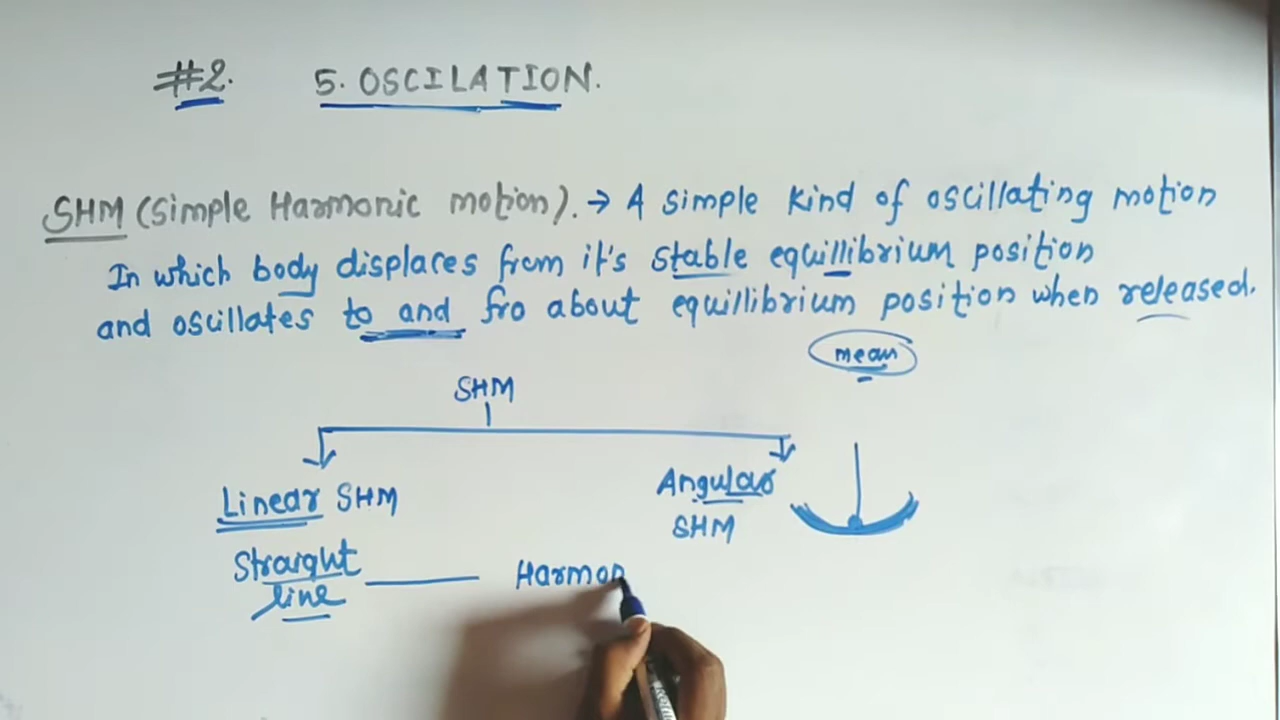 #2. 5. OSCILATION.
SHM (Simple Harmonic motion). → A simple kind of oscillating motion
In which body displaces from it's stable equillibrium position
and oscillates to and fro about equillibrium position when released.
mean
SHM
Linear SHM
Angular
SHM
Straight
line
Harmon